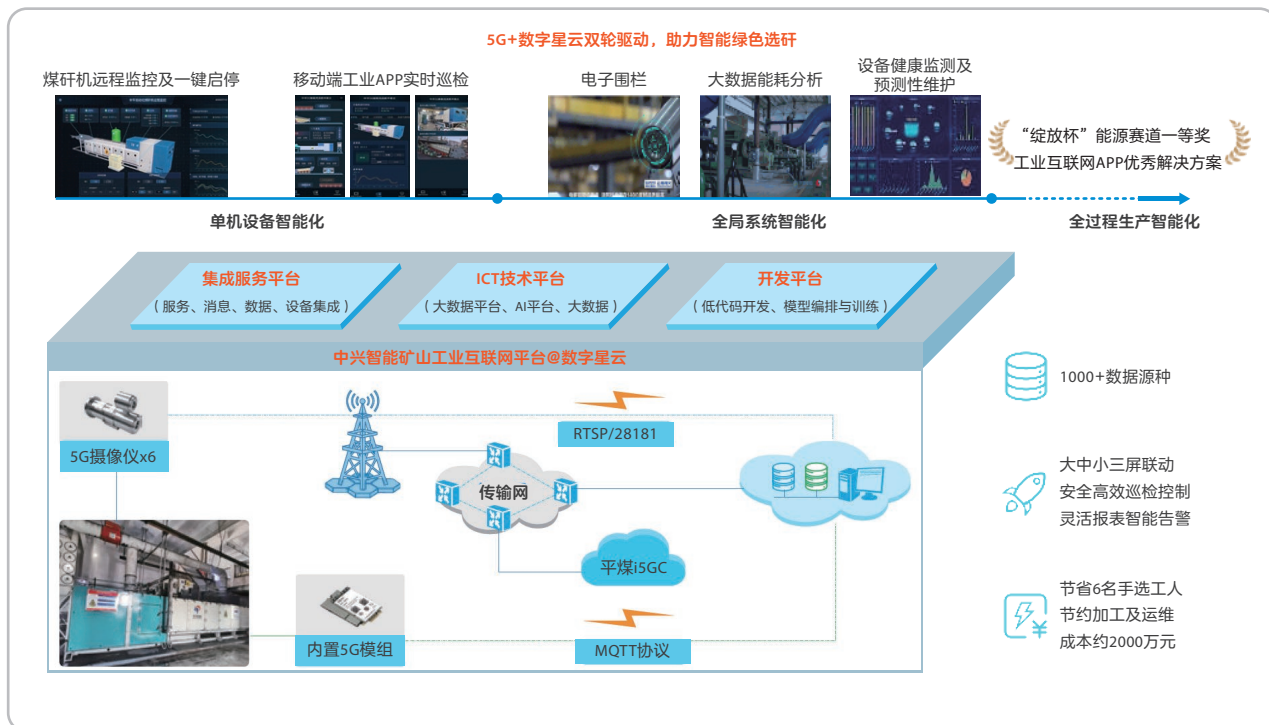 5G+数字星云双轮驱动，助力智能绿色选矸
煤矸机远程监控及一键启停
移动端工业APP实时巡检
电子围栏
大数据能耗分析
设备健康监测及
预测性维护
“绽放杯”能源赛道一等奖
工业互联网APP优秀解决方案
单机设备智能化
全局系统智能化
全过程生产智能化
集成服务平台
（服务、消息、数据、设备集成）
ICT技术平台
（大数据平台、AI平台、大数据）
开发平台
（低代码开发、模型编排与训练）
中兴智能矿山工业互联网平台@数字星云
5G摄像仪x6
RTSP/28181
传输网
平煤i5GC
内置5G模组
MQTT协议
1000+数据源种
大中小三屏联动
安全高效巡检控制
灵活报表智能告警
节省6名手选工人
节约加工及运维
成本约2000万元